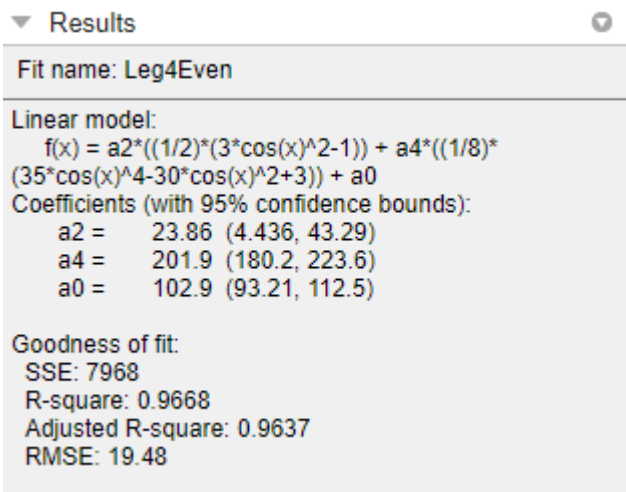 Results
Fit name: Leg4Even
Linear model:
f(x) = a2*((1/2)*(3*cos(x)^2-1)) + a4*((1/8)*
(35*cos(x)^4-30*cos(x)^2+3)) + a0
Coefficients (with 95% confidence bounds):
a2 = 23.86 (4.436, 43.29)
a4 = 201.9 (180.2, 223.6)
a0 = 102.9 (93.21, 112.5)
Goodness of fit:
SSE: 7968
R-square: 0.9668
Adjusted R-square: 0.9637
RMSE: 19.48